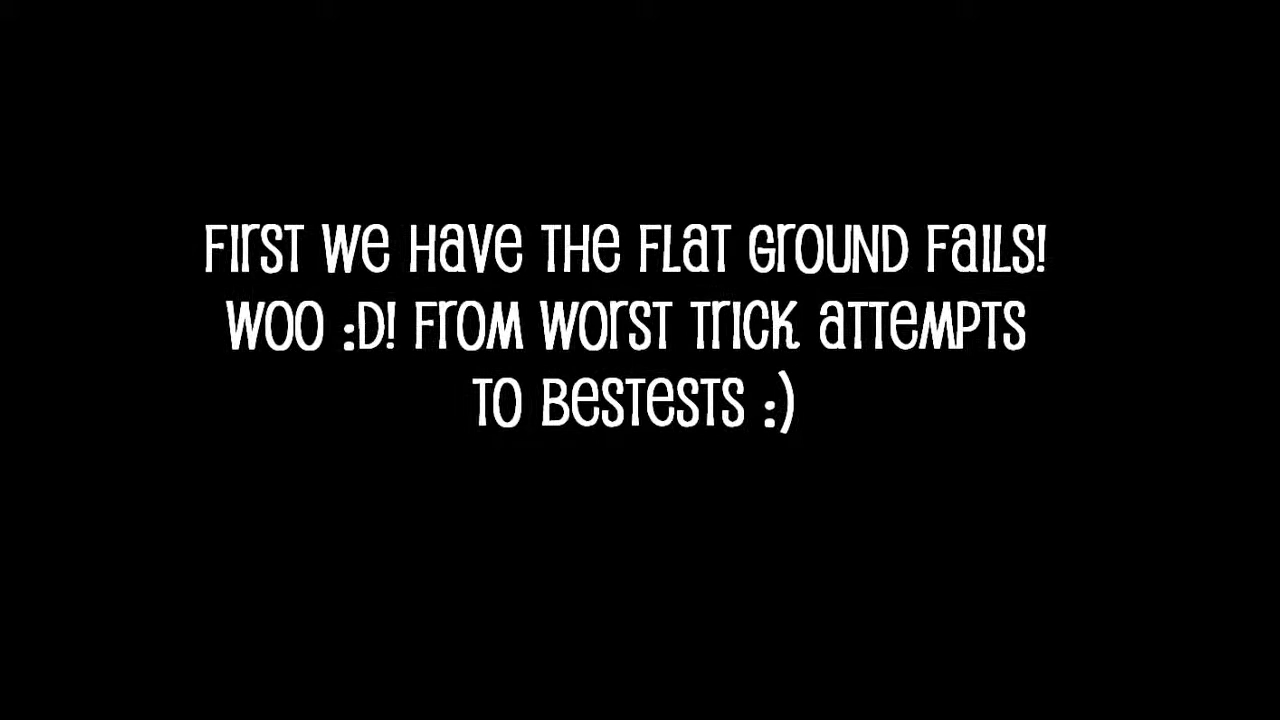 First we have the flat ground fails!
Woo :D! From worst trick attempts
to bestests :)